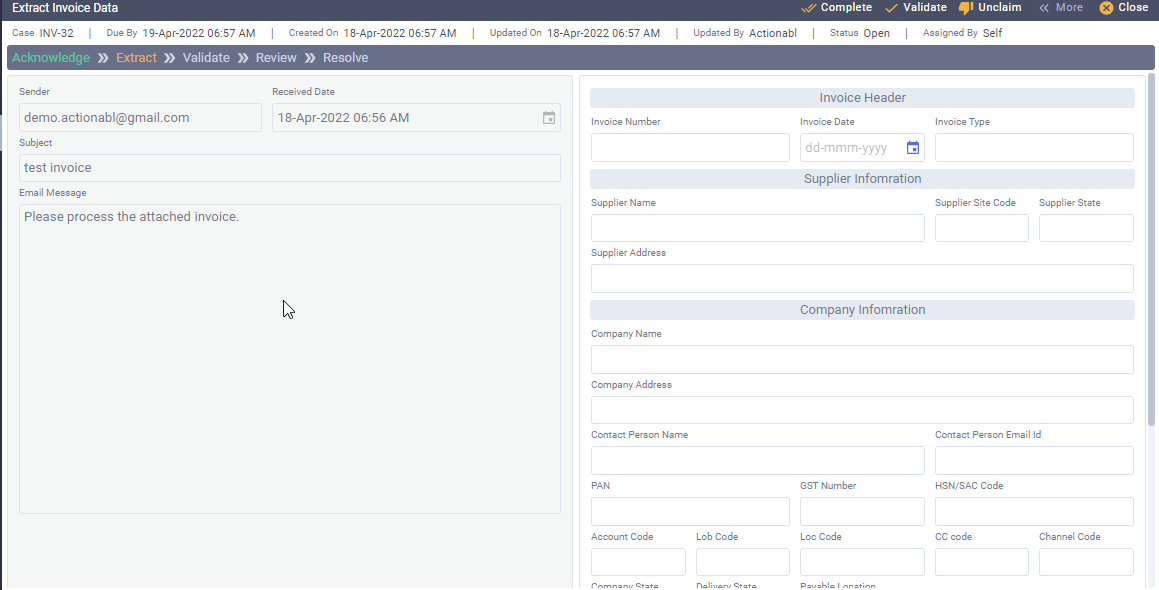 Extract Invoice Data Complete Validate Unclaim More Close
Case INV-32 | Due By 19-Apr-2022 06:57 AM | Created On 18-Apr-2022 06:57 AM | Updated On 18-Apr-2022 06:57 AM | Updated By Actionabl | Status Open | Assigned By Self
Acknowledge Extract Validate Review Resolve
Sender Received Date
demo.actionabl@gmail.com 18-Apr-2022 06:56 AM
Subject
test invoice
Email Message
Please process the attached invoice.
Invoice Header
Invoice Number Invoice Date Invoice Type
dd-mmm-yyyy
Supplier Infomration
Supplier Name Supplier Site Code Supplier State
Supplier Address
Company Infomration
Company Name
Company Address
Contact Person Name Contact Person Email Id
PAN GST Number HSN/SAC Code
Account Code Lob Code Loc Code CC code Channel Code
Company State Delivery State Payable Location